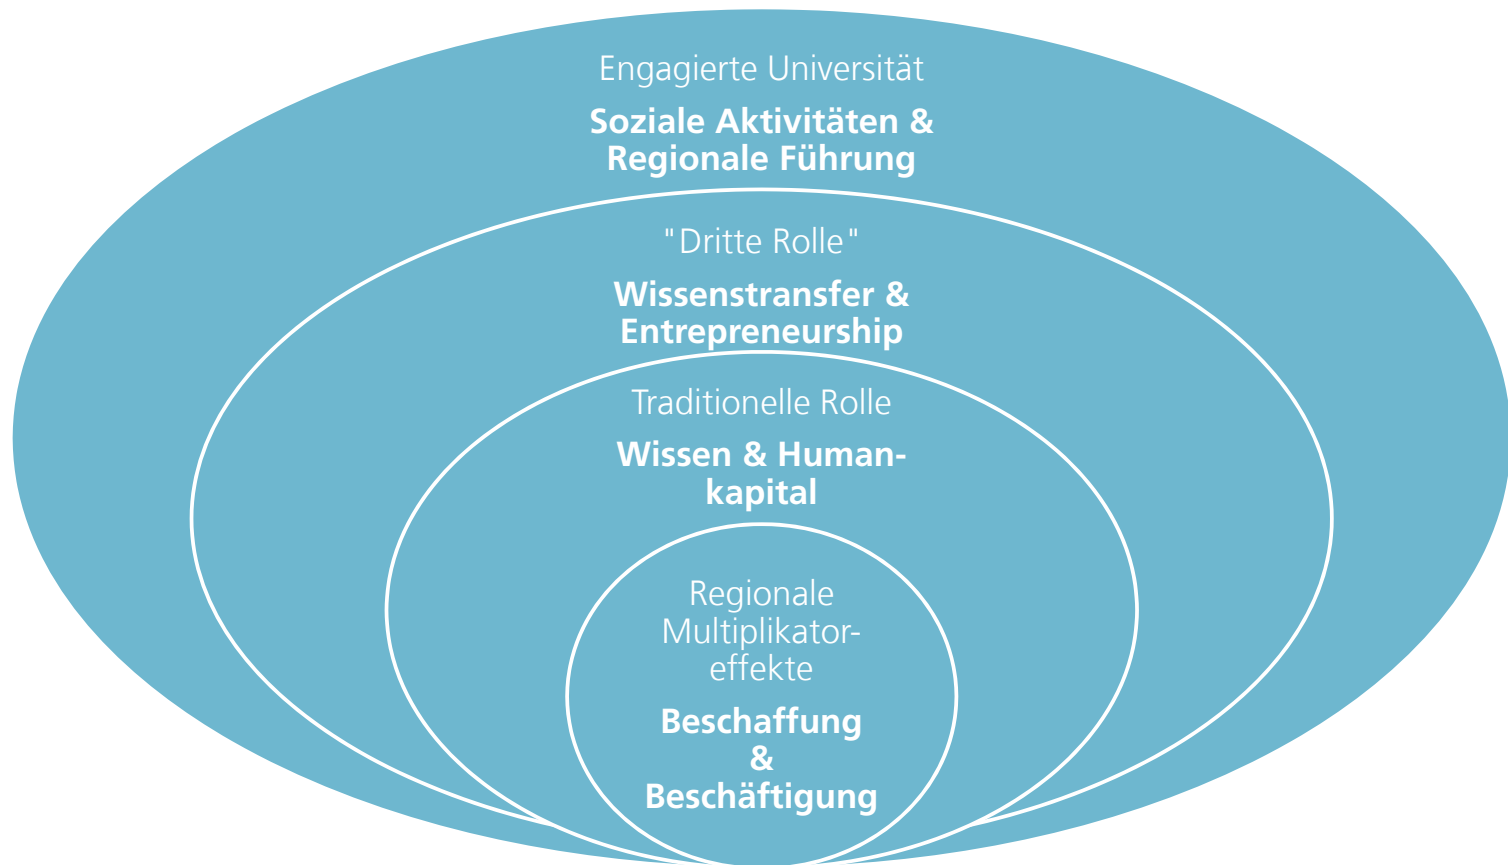 Engagierte Universität
Soziale Aktivitäten &
Regionale Führung
"Dritte Rolle"
Wissenstransfer &
Entrepreneurship
Traditionelle Rolle
Wissen & Human-
kapital
Regionale
Multiplikator-
effekte
Beschaffung
&
Beschäftigung